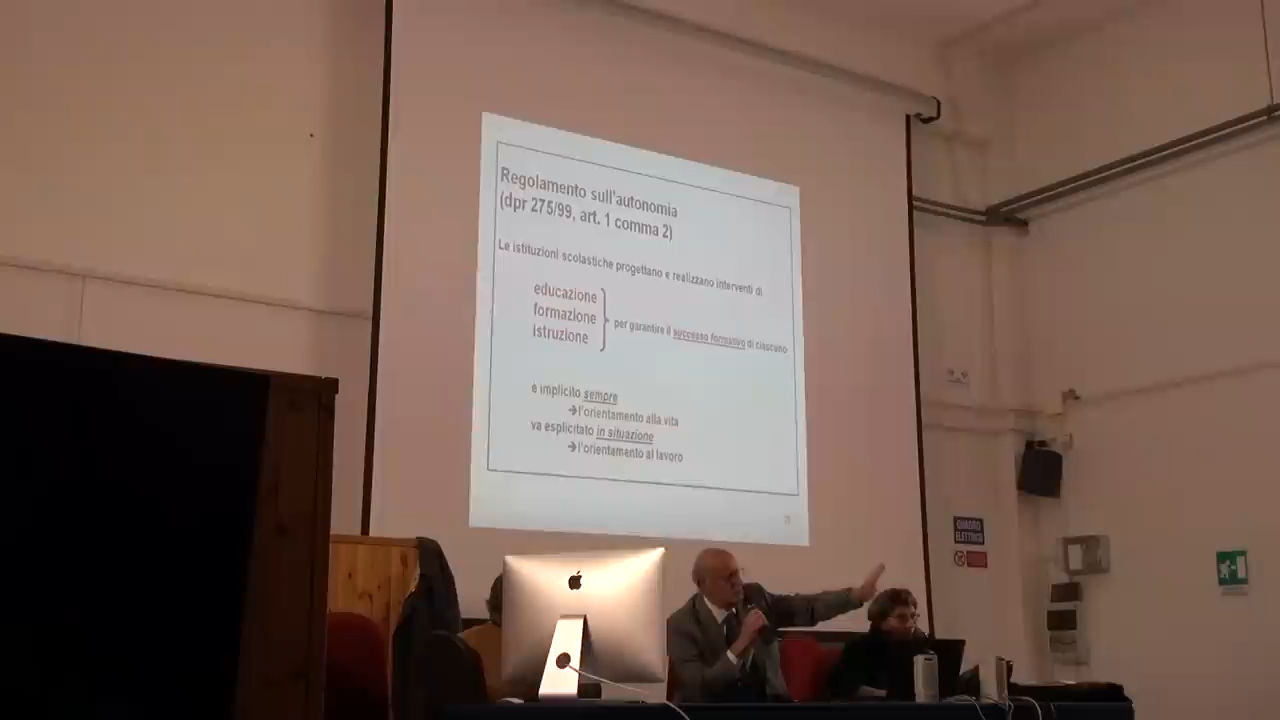 Regolamento sull'autonomia
(dpr 275/99, art. 1 comma 2)
Le istituzioni scolastiche progettano e realizzano interventi di
educazione
formazione
istruzione
per garantire il successo formativo di ciascuno
e implicito sempre
→l'orientamento alla vita
va esplicitato in situazione
→l'orientamento al lavoro
QUADRO
ELETTRICO